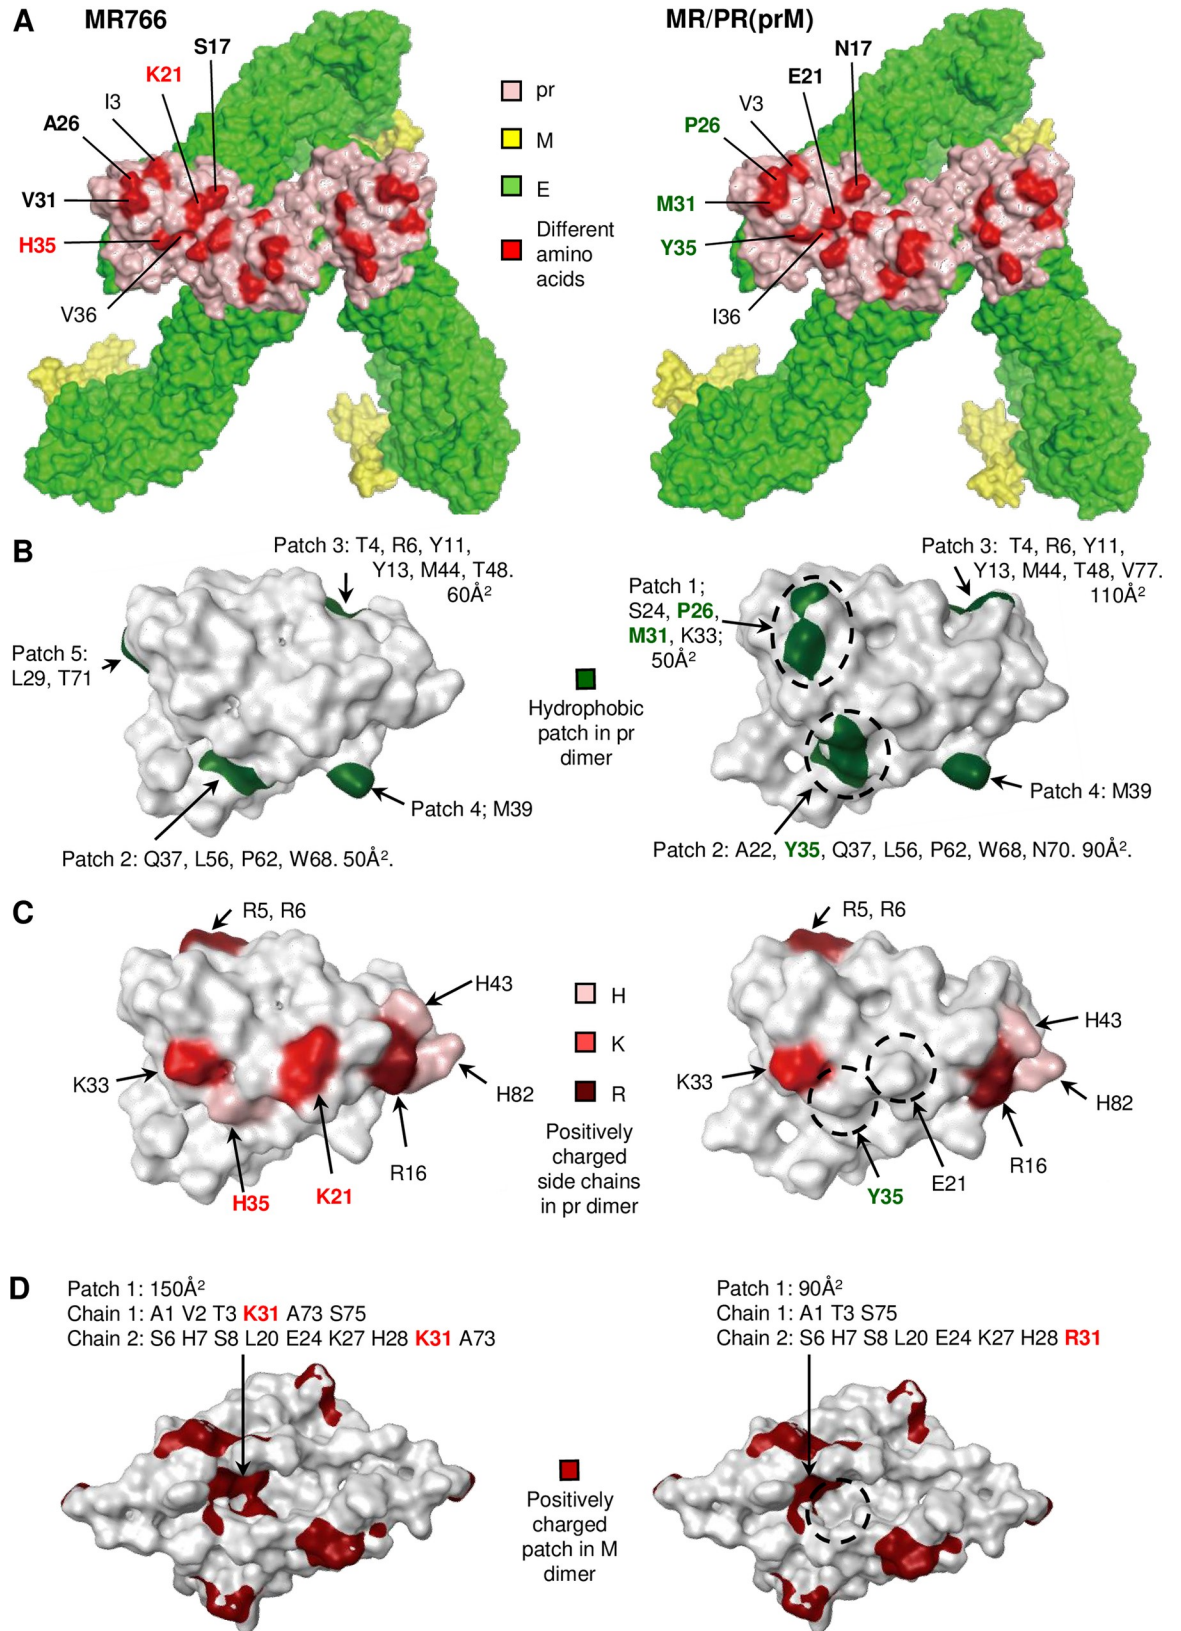 A
MR766
MR/PR(prM)
S17
K21
I3
A26
V31
H35
V36
pr
M
E
Different
amino
acids
N17
E21
V3
P26
M31
Y35
I36
B
Patch 3: T4, R6, Y11,
Y13, M44, T48.
60Å²
Patch 5:
L29, T71
Patch 4; M39
Patch 2: Q37, L56, P62, W68. 50Å².
Hydrophobic
patch in pr
dimer
Patch 1;
S24, P26,
M31, K33;
50Å²
Patch 3: T4, R6, Y11,
Y13, M44, T48, V77.
110Å²
Patch 4: M39
Patch 2: A22, Y35, Q37, L56, P62, W68, N70. 90Å².
C
R5, R6
H43
K33
H82
R16
H35
K21
H
K
R
Positively
charged
side chains
in pr dimer
R5, R6
H43
K33
H82
R16
E21
Y35
D
Patch 1: 150Å²
Chain 1: A1 V2 T3 K31 A73 S75
Chain 2: S6 H7 S8 L20 E24 K27 H28 K31 A73
Patch 1: 90Å²
Chain 1: A1 T3 S75
Chain 2: S6 H7 S8 L20 E24 K27 H28 R31
Positively
charged
patch in M
dimer